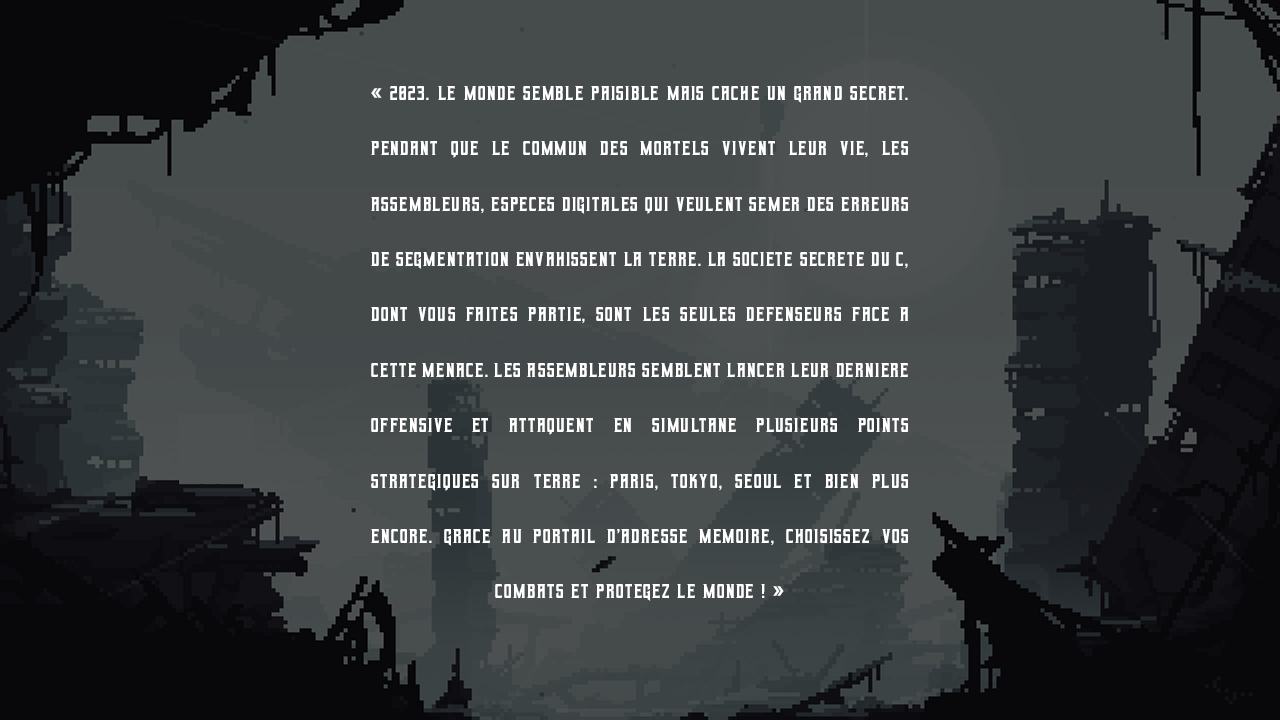 « 2023. LE MONDE SEMBLE PAISIBLE MAIS CACHE UN GRAND SECRET.
PENDANT QUE LE COMMUN DES MORTELS VIVENT LEUR VIE, LES
ASSEMBLEURS, ESPECES DIGITALES QUI VEULENT SEMER DES ERREURS
DE SEGMENTATION ENVAHISSENT LA TERRE. LA SOCIETE SECRETE DU C,
DONT VOUS FAITES PARTIE, SONT LES SEULES DEFENSEURS FACE A
CETTE MENACE. LES ASSEMBLEURS SEMBLENT LANCER LEUR DERNIERE
OFFENSIVE ET ATTAQUENT EN SIMULTANE PLUSIEURS POINTS
STRATEGIQUES SUR TERRE : PARIS, TOKYO, SEOUL ET BIEN PLUS
ENCORE. GRACE AU PORTAIL D'ADRESSE MEMOIRE, CHOISISSEZ VOS
COMBATS ET PROTEGEZ LE MONDE ! »